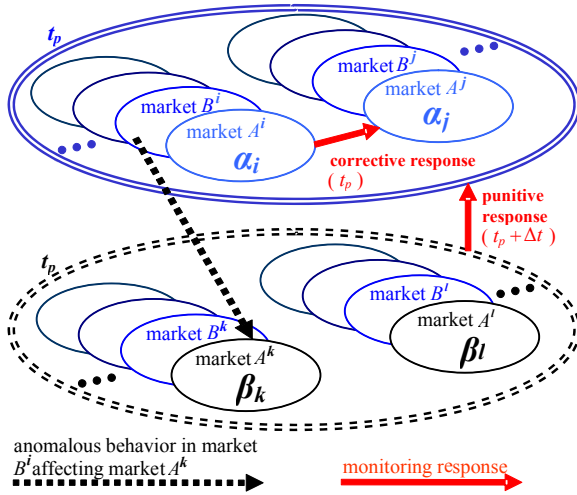 t_p
market B^j
market A^j
α_j
market B^i
market A^i
α_i
corrective response
( t_p )
punitive
response
( t_p + Δt )
t_p
market B^l
market A^l
β_l
market B^k
market A^k
β_k
anomalous behavior in market
B^i affecting market A^k
monitoring response